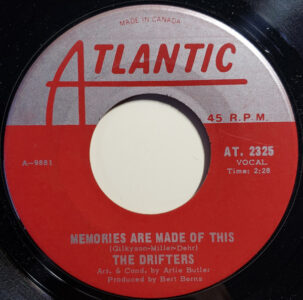 MADE IN CANADA
ATLANTIC
45 R.P.M.
A-9881
AT. 2325
VOCAL
Time: 2:28
MEMORIES ARE MADE OF THIS
(Gilkyson-Miller-Dehr)
THE DRIFTERS
Arr. & Cond. by Artie Butler
Produced by Bert Berns